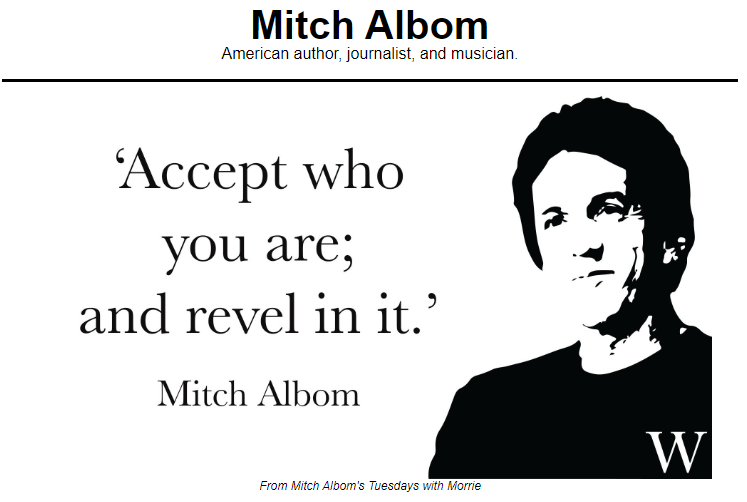 Mitch Albom
American author, journalist, and musician.
‘Accept who
you are;
and revel in it.’
Mitch Albom
W
From Mitch Albom's Tuesdays with Morrie